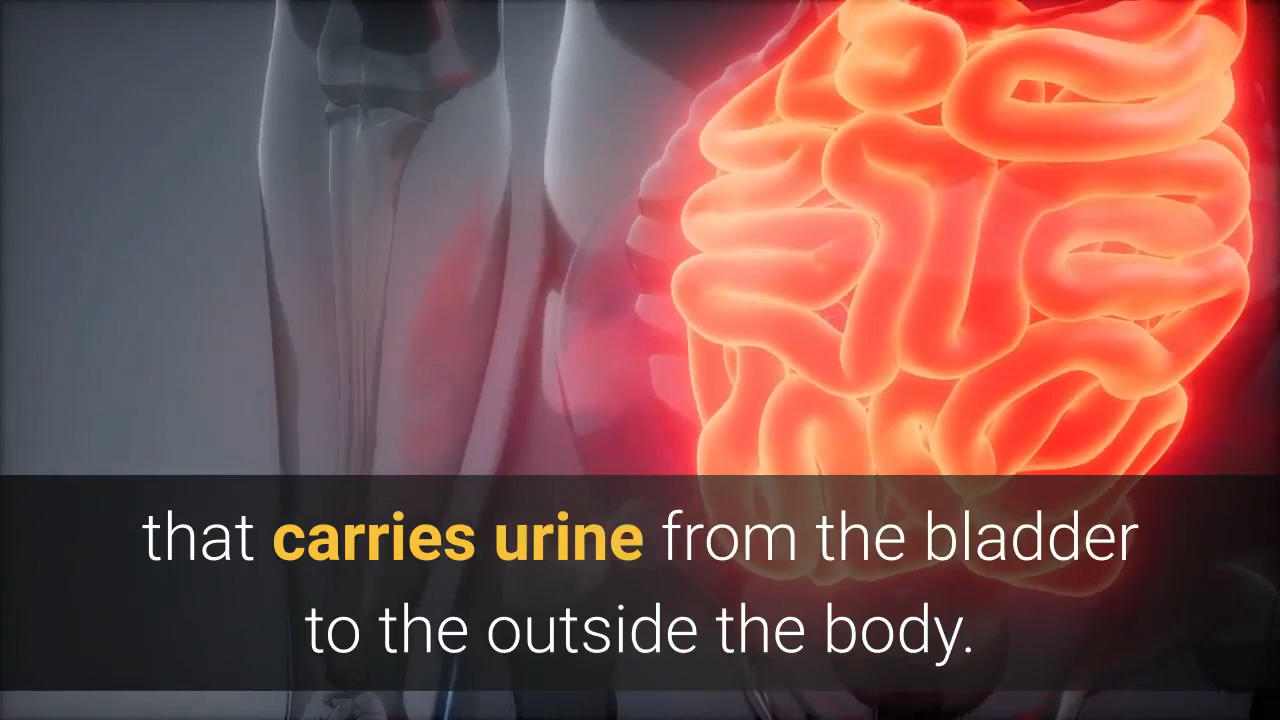 that carries urine from the bladder
to the outside the body.